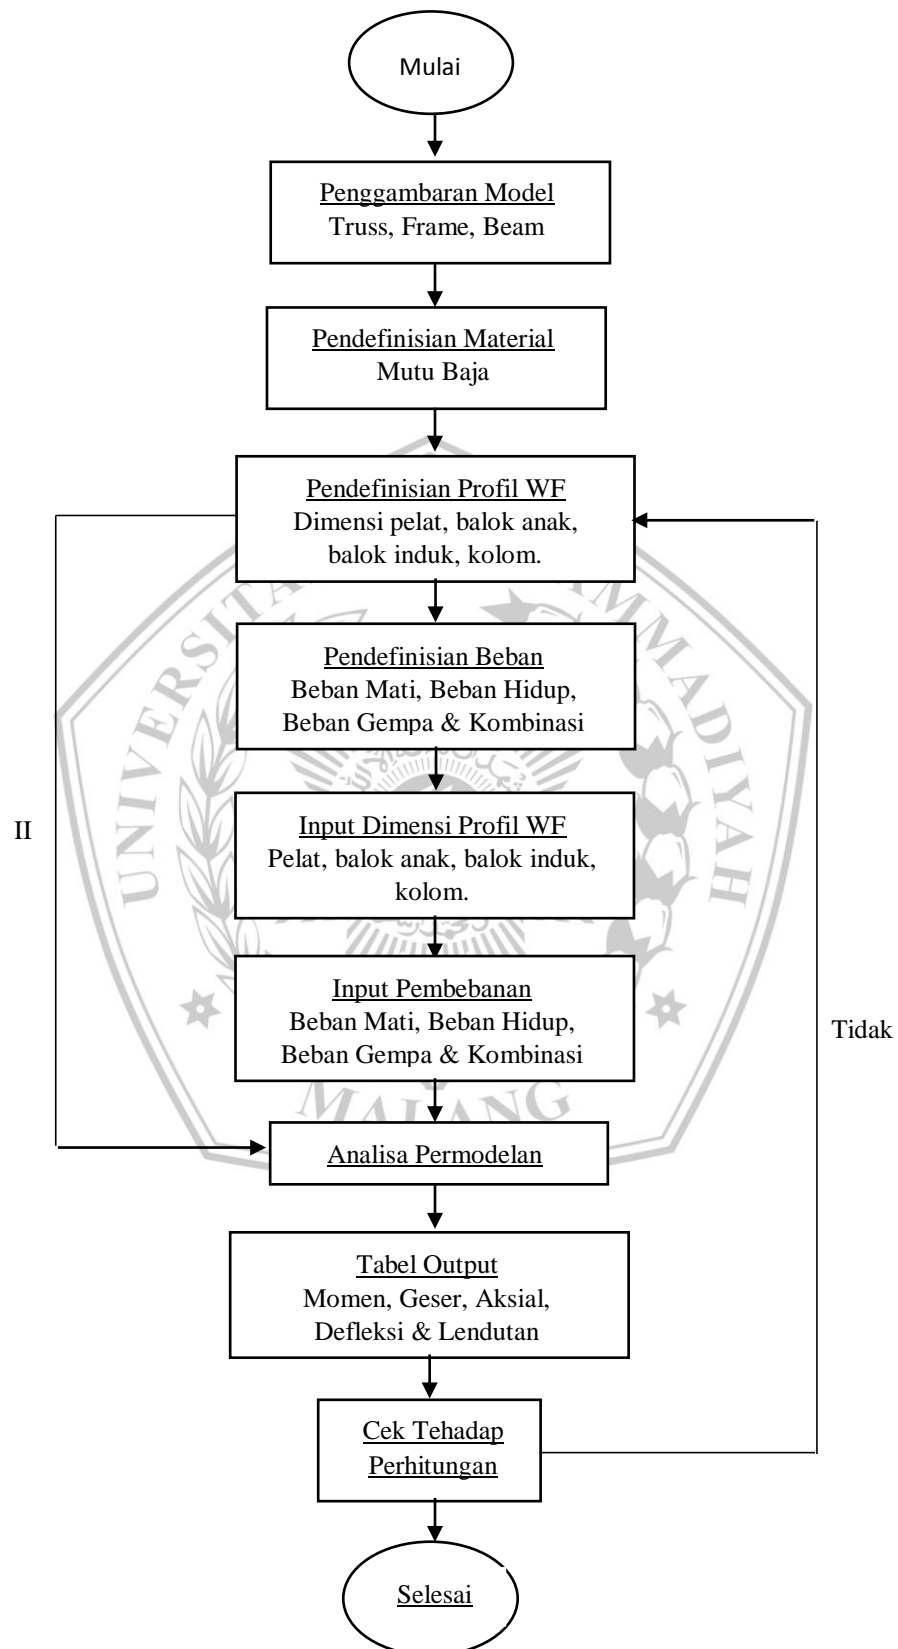 Mulai
Penggambaran Model
Truss, Frame, Beam
Pendefinisian Material
Mutu Baja
Pendefinisian Profil WF
Dimensi pelat, balok anak,
balok induk, kolom.
Pendefinisian Beban
Beban Mati, Beban Hidup,
Beban Gempa & Kombinasi
II
Input Dimensi Profil WF
Pelat, balok anak, balok induk,
kolom.
Input Pembebanan
Beban Mati, Beban Hidup,
Beban Gempa & Kombinasi
Tidak
MALANG
Analisa Permodelan
Tabel Output
Momen, Geser, Aksial,
Defleksi & Lendutan
Cek Tehadap
Perhitungan
Selesai